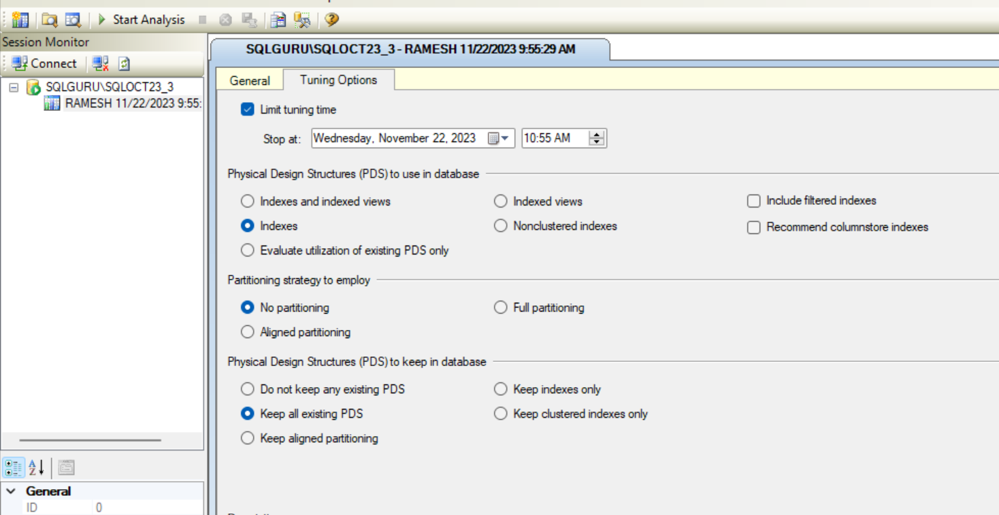 Start Analysis
Session Monitor
Connect
SQLGURU\SQLOCT23_3
RAMESH 11/22/2023 9:55:
General
ID 0
SQLGURU\SQLOCT23_3 - RAMESH 11/22/2023 9:55:29 AM
General Tuning Options
Limit tuning time
Stop at: Wednesday, November 22, 2023 10:55 AM
Physical Design Structures (PDS) to use in database
Indexes and indexed views Indexed views Include filtered indexes
Indexes Nonclustered indexes Recommend columnstore indexes
Evaluate utilization of existing PDS only
Partitioning strategy to employ
No partitioning Full partitioning
Aligned partitioning
Physical Design Structures (PDS) to keep in database
Do not keep any existing PDS Keep indexes only
Keep all existing PDS Keep clustered indexes only
Keep aligned partitioning